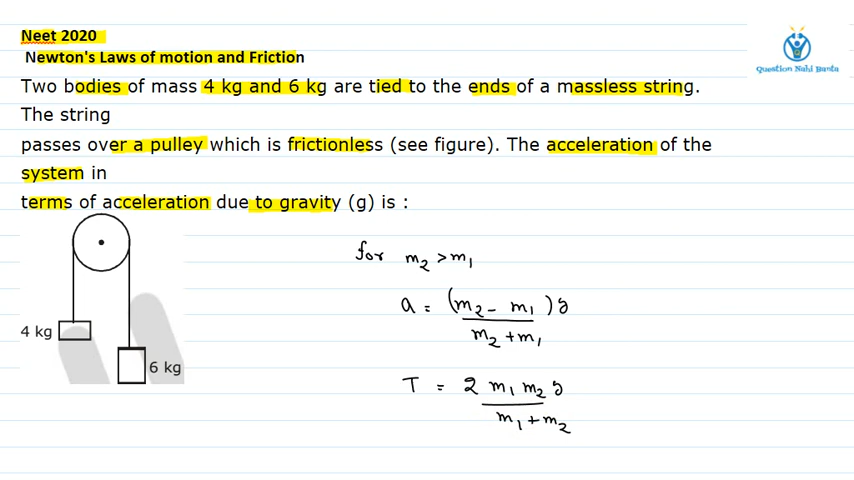 Neet 2020
Newton's Laws of motion and Friction
Question Nahi Banta
Two bodies of mass 4 kg and 6 kg are tied to the ends of a massless string.
The string
passes over a pulley which is frictionless (see figure). The acceleration of the
system in
terms of acceleration due to gravity (g) is :
4 kg
6 kg
for m₂ > m₁
a = (m₂ - m₁) g
m₂ + m₁
T = 2 m₁ m₂ g
m₁ + m₂